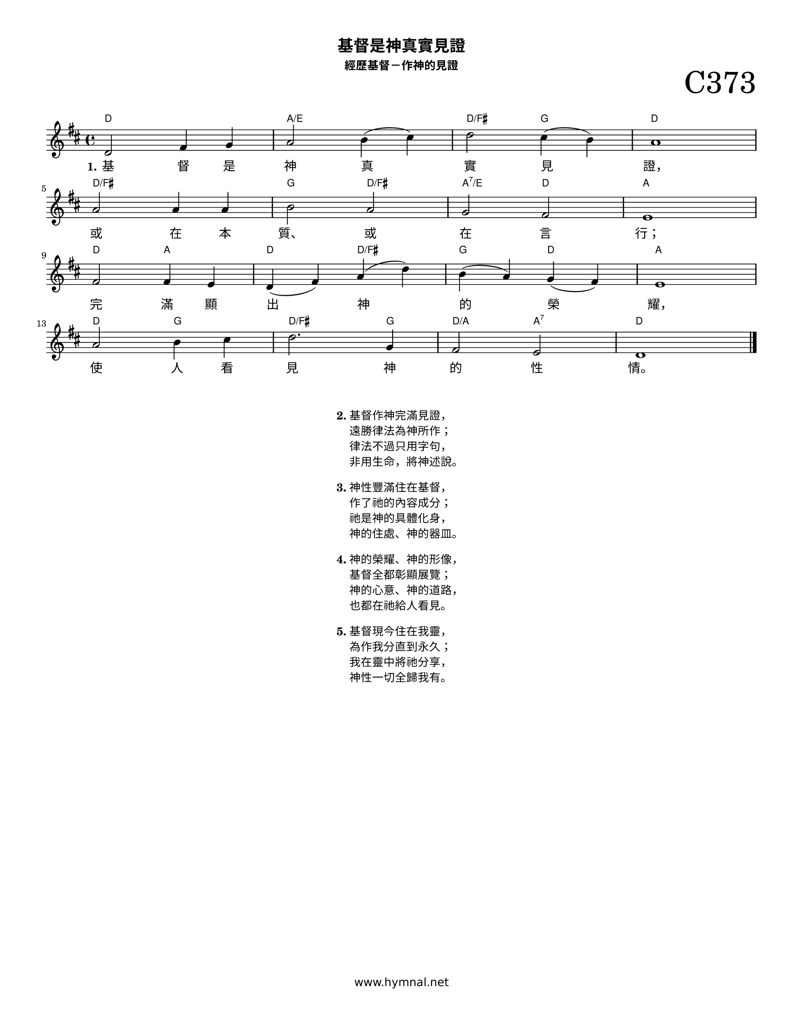 基督是神真實見證
經歷基督－作神的見證
C373
D A/E D/F♯ G D
1. 基 督 是 神 真 實 見 證，
5
D/F♯ G D/F♯ A7/E D A
或 在 本 質、 或 在 言 行；
9
D A D D/F♯ G D A
完 滿 顯 出 神 的 榮 耀，
13
D G D/F♯ G D/A A7 D
使 人 看 見 神 的 性 情。
2. 基督作神完滿見證，
遠勝律法為神所作；
律法不過只用字句，
非用生命，將神述說。
3. 神性豐滿住在基督，
作了祂的內容成分；
祂是神的具體化身，
神的住處、神的器皿。
4. 神的榮耀、神的形像，
基督全都彰顯展覽；
神的心意、神的道路，
也都在祂給人看見。
5. 基督現今住在我靈，
為作我分直到永久；
我在靈中將祂分享，
神性一切全歸我有。
www.hymnal.net